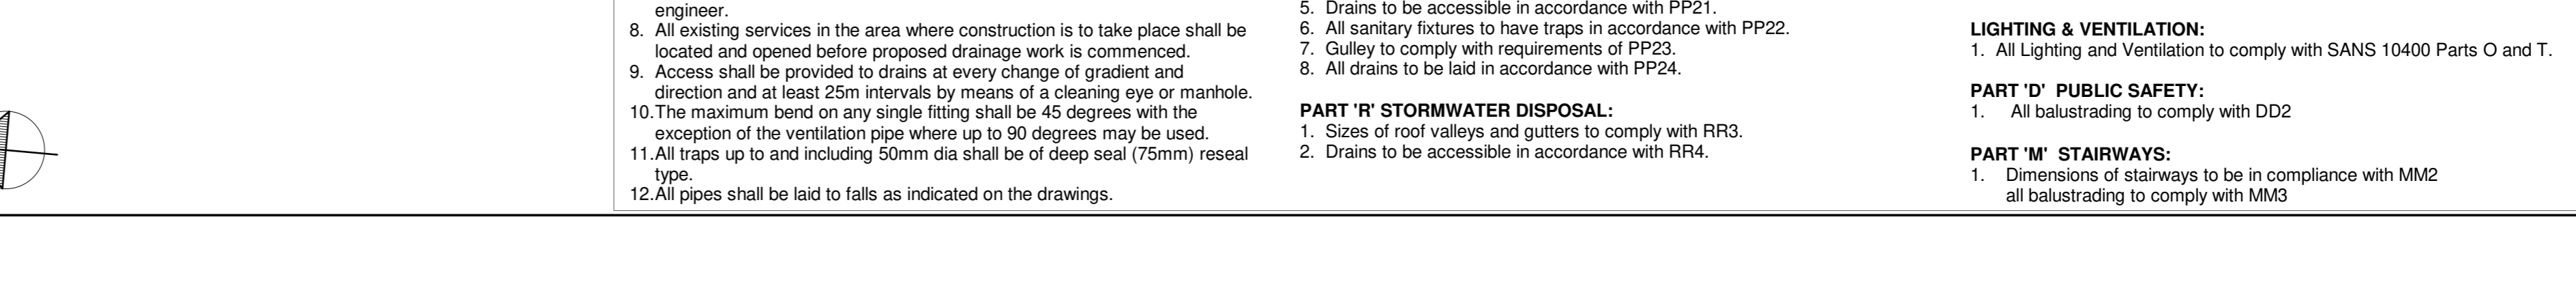 engineer.
8. All existing services in the area where construction is to take place shall be
located and opened before proposed drainage work is commenced.
9. Access shall be provided to drains at every change of gradient and
direction and at least 25m intervals by means of a cleaning eye or manhole.
10.The maximum bend on any single fitting shall be 45 degrees with the
exception of the ventilation pipe where up to 90 degrees may be used.
11.All traps up to and including 50mm dia shall be of deep seal (75mm) reseal
type.
12.All pipes shall be laid to falls as indicated on the drawings.
5. Drains to be accessible in accordance with PP21.
6. All sanitary fixtures to have traps in accordance with PP22.
7. Gulley to comply with requirements of PP23.
8. All drains to be laid in accordance with PP24.
PART 'R' STORMWATER DISPOSAL:
1. Sizes of roof valleys and gutters to comply with RR3.
2. Drains to be accessible in accordance with RR4.
LIGHTING & VENTILATION:
1. All Lighting and Ventilation to comply with SANS 10400 Parts O and T.
PART 'D' PUBLIC SAFETY:
1. All balustrading to comply with DD2
PART 'M' STAIRWAYS:
1. Dimensions of stairways to be in compliance with MM2
all balustrading to comply with MM3